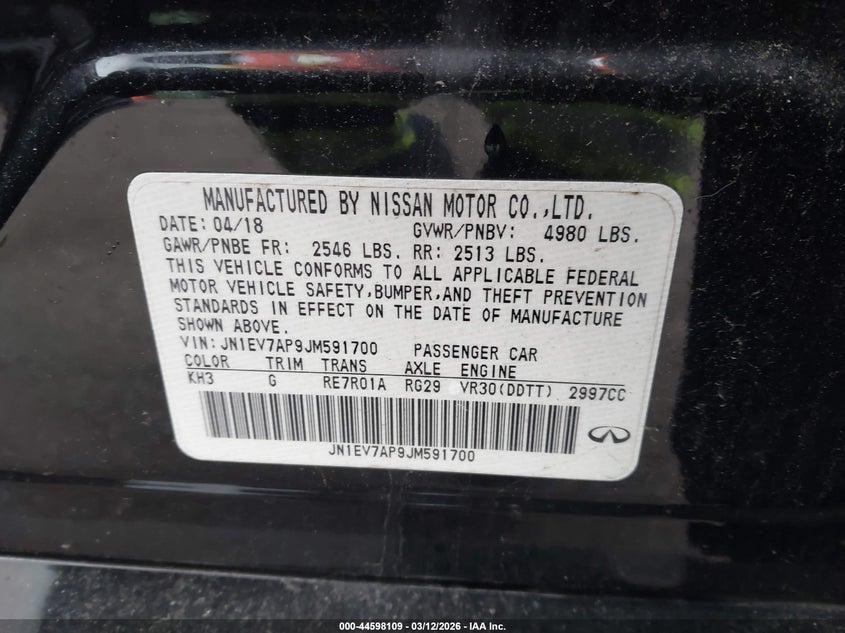 MANUFACTURED BY NISSAN MOTOR CO.,LTD.
DATE: 04/18 GVWR/PNBV: 4980 LBS.
GAWR/PNBE FR: 2546 LBS. RR: 2513 LBS.
THIS VEHICLE CONFORMS TO ALL APPLICABLE FEDERAL
MOTOR VEHICLE SAFETY,BUMPER,AND THEFT PREVENTION
STANDARDS IN EFFECT ON THE DATE OF MANUFACTURE
SHOWN ABOVE.
VIN: JN1EV7AP9JM591700 PASSENGER CAR
COLOR TRIM TRANS AXLE ENGINE
KH3 G RE7R01A RG29 VR30(DDTT) 2997CC
JN1EV7AP9JM591700
000-44598109 - 03/12/2026 - IAA Inc.